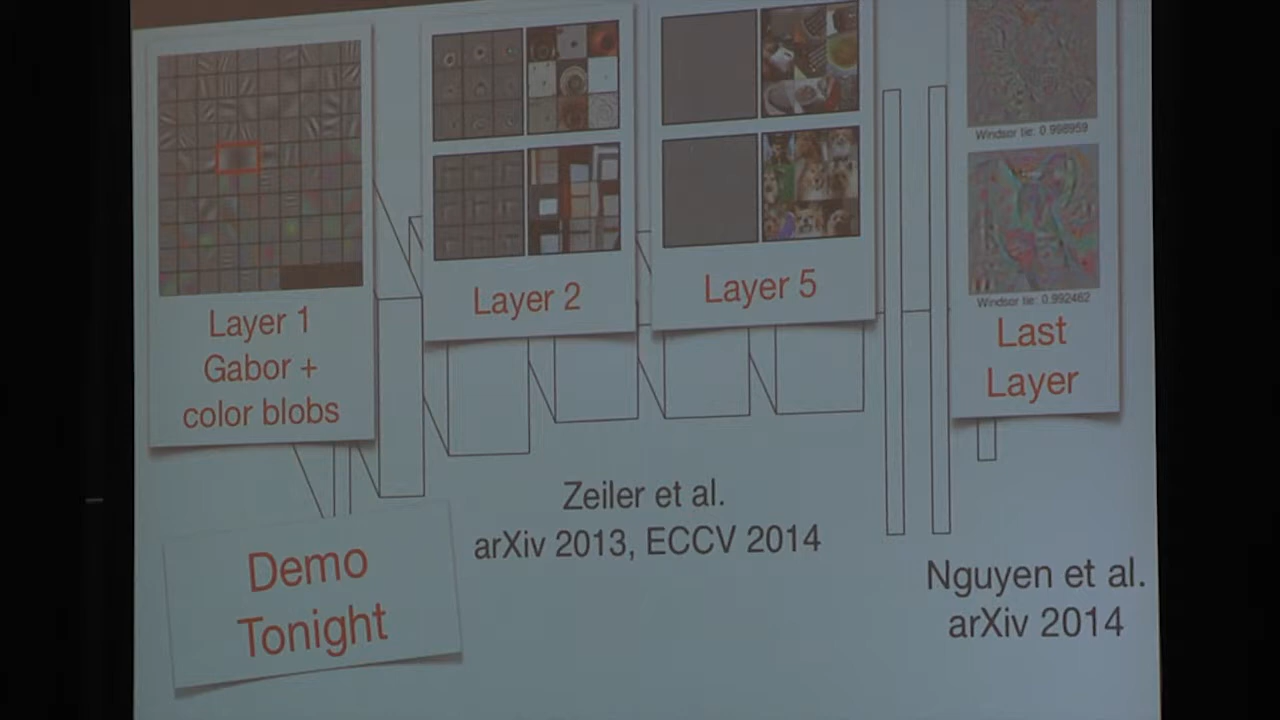 Windsor tie: 0.998959
Windsor tie: 0.992462
Layer 1
Gabor +
color blobs
Layer 2
Layer 5
Last
Layer
Zeiler et al.
arXiv 2013, ECCV 2014
Demo
Tonight
Nguyen et al.
arXiv 2014